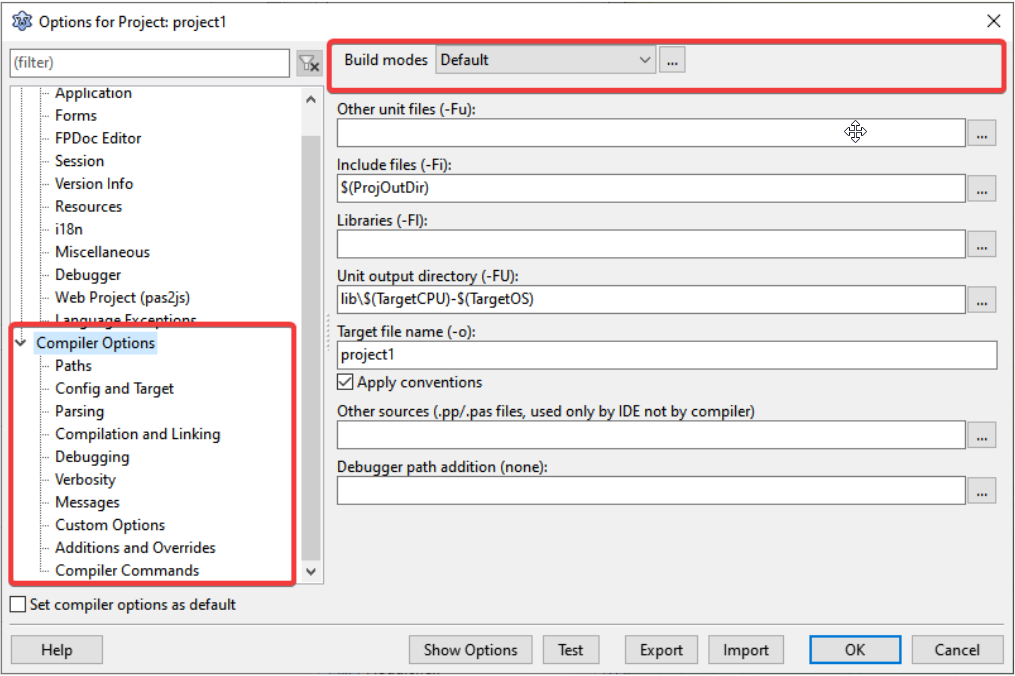 Options for Project: project1
(filter)
Build modes Default ...
Application
Forms
FPDoc Editor
Session
Version Info
Resources
i18n
Miscellaneous
Debugger
Web Project (pas2js)
Language Exceptions
Compiler Options
Paths
Config and Target
Parsing
Compilation and Linking
Debugging
Verbosity
Messages
Custom Options
Additions and Overrides
Compiler Commands
Other unit files (-Fu):
...
Include files (-Fi):
$(ProjOutDir) ...
Libraries (-Fl):
...
Unit output directory (-FU):
lib\$(TargetCPU)-$(TargetOS) ...
Target file name (-o):
project1
Apply conventions
Other sources (.pp/.pas files, used only by IDE not by compiler)
...
Debugger path addition (none):
...
Set compiler options as default
Help Show Options Test Export Import OK Cancel